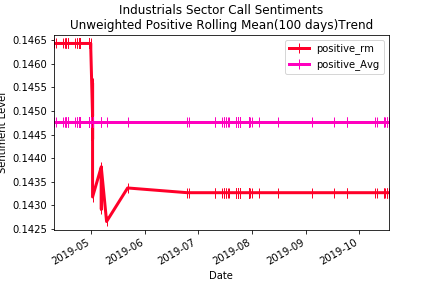 Industrials Sector Call Sentiments
Unweighted Positive Rolling Mean(100 days)Trend
positive_rm
positive_Avg
Sentiment Level
0.1465
0.1460
0.1455
0.1450
0.1445
0.1440
0.1435
0.1430
0.1425
2019-05
2019-06
2019-07
2019-08
2019-09
2019-10
Date